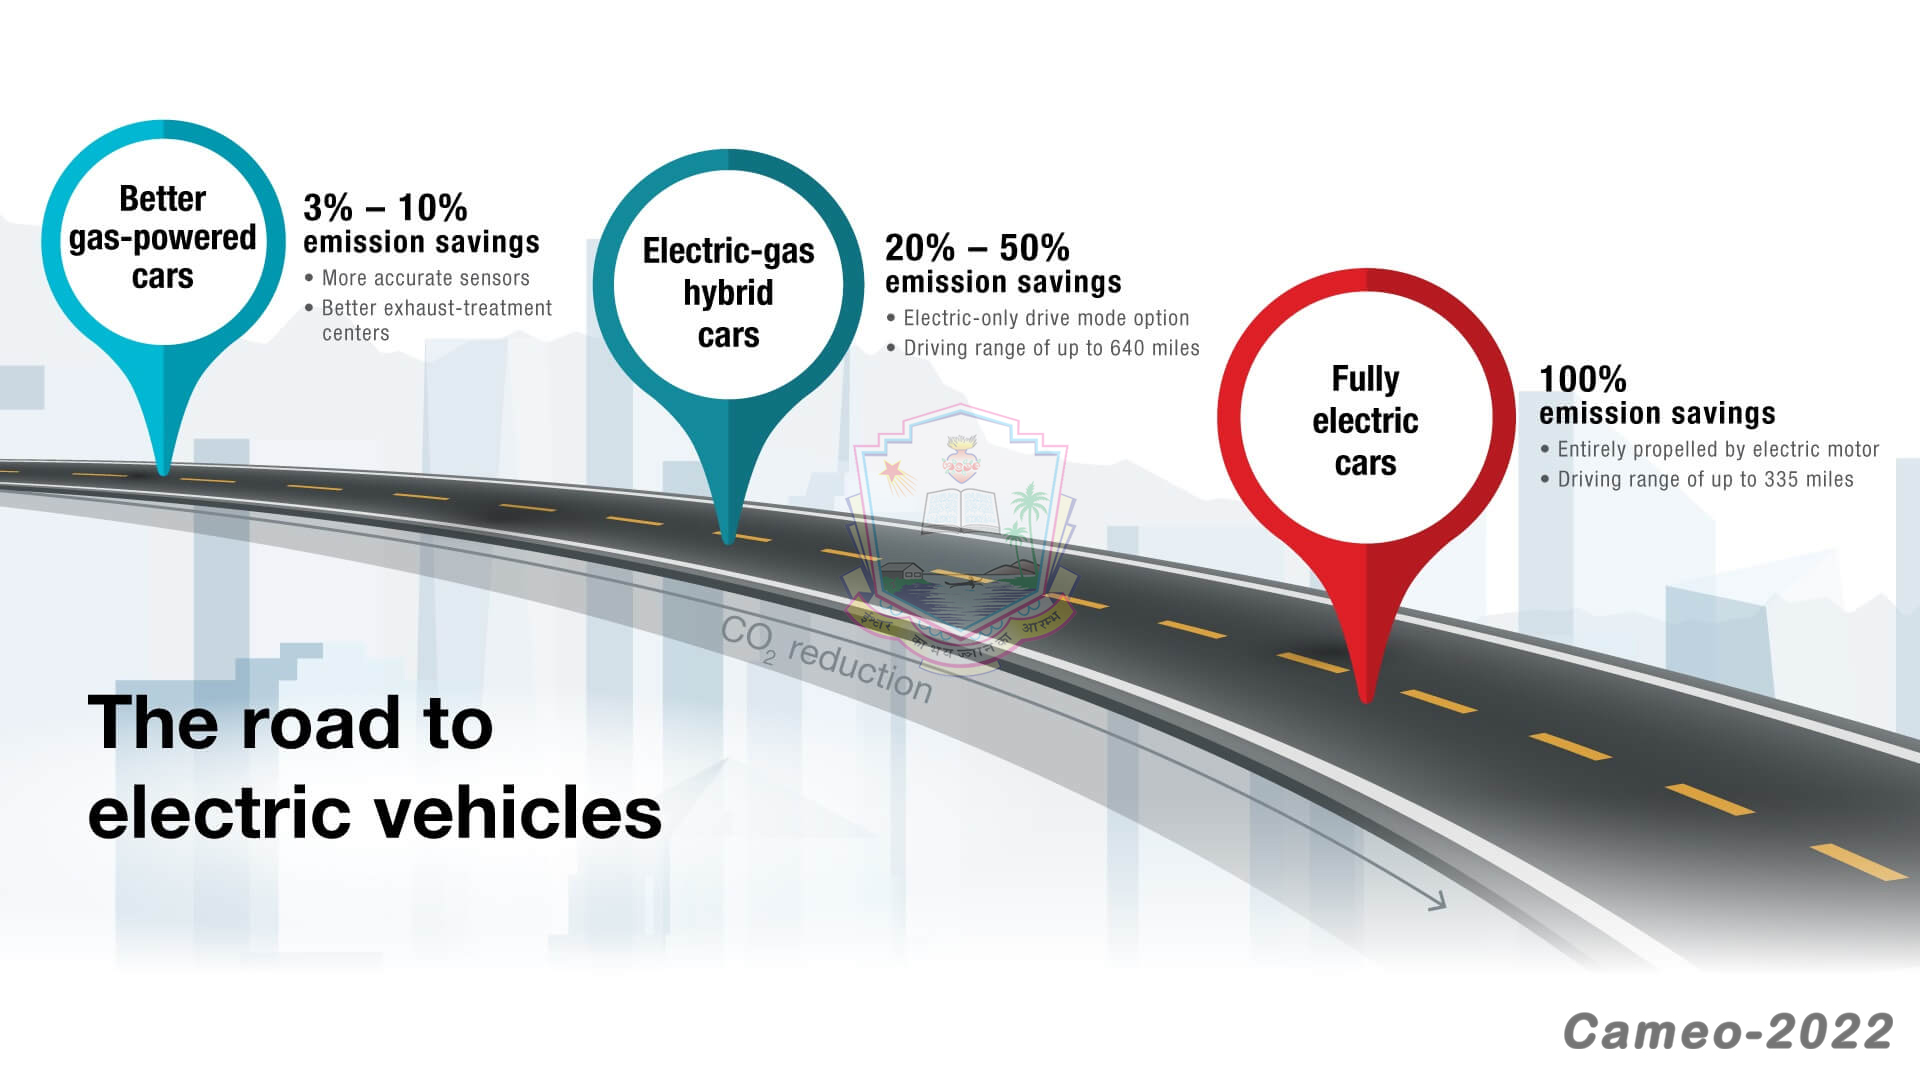 Better
gas-powered
cars
3% – 10%
emission savings
• More accurate sensors
• Better exhaust-treatment
centers
Electric-gas
hybrid
cars
20% – 50%
emission savings
• Electric-only drive mode option
• Driving range of up to 640 miles
Fully
electric
cars
100%
emission savings
• Entirely propelled by electric motor
• Driving range of up to 335 miles
CO₂ reduction
The road to
electric vehicles
Cameo-2022